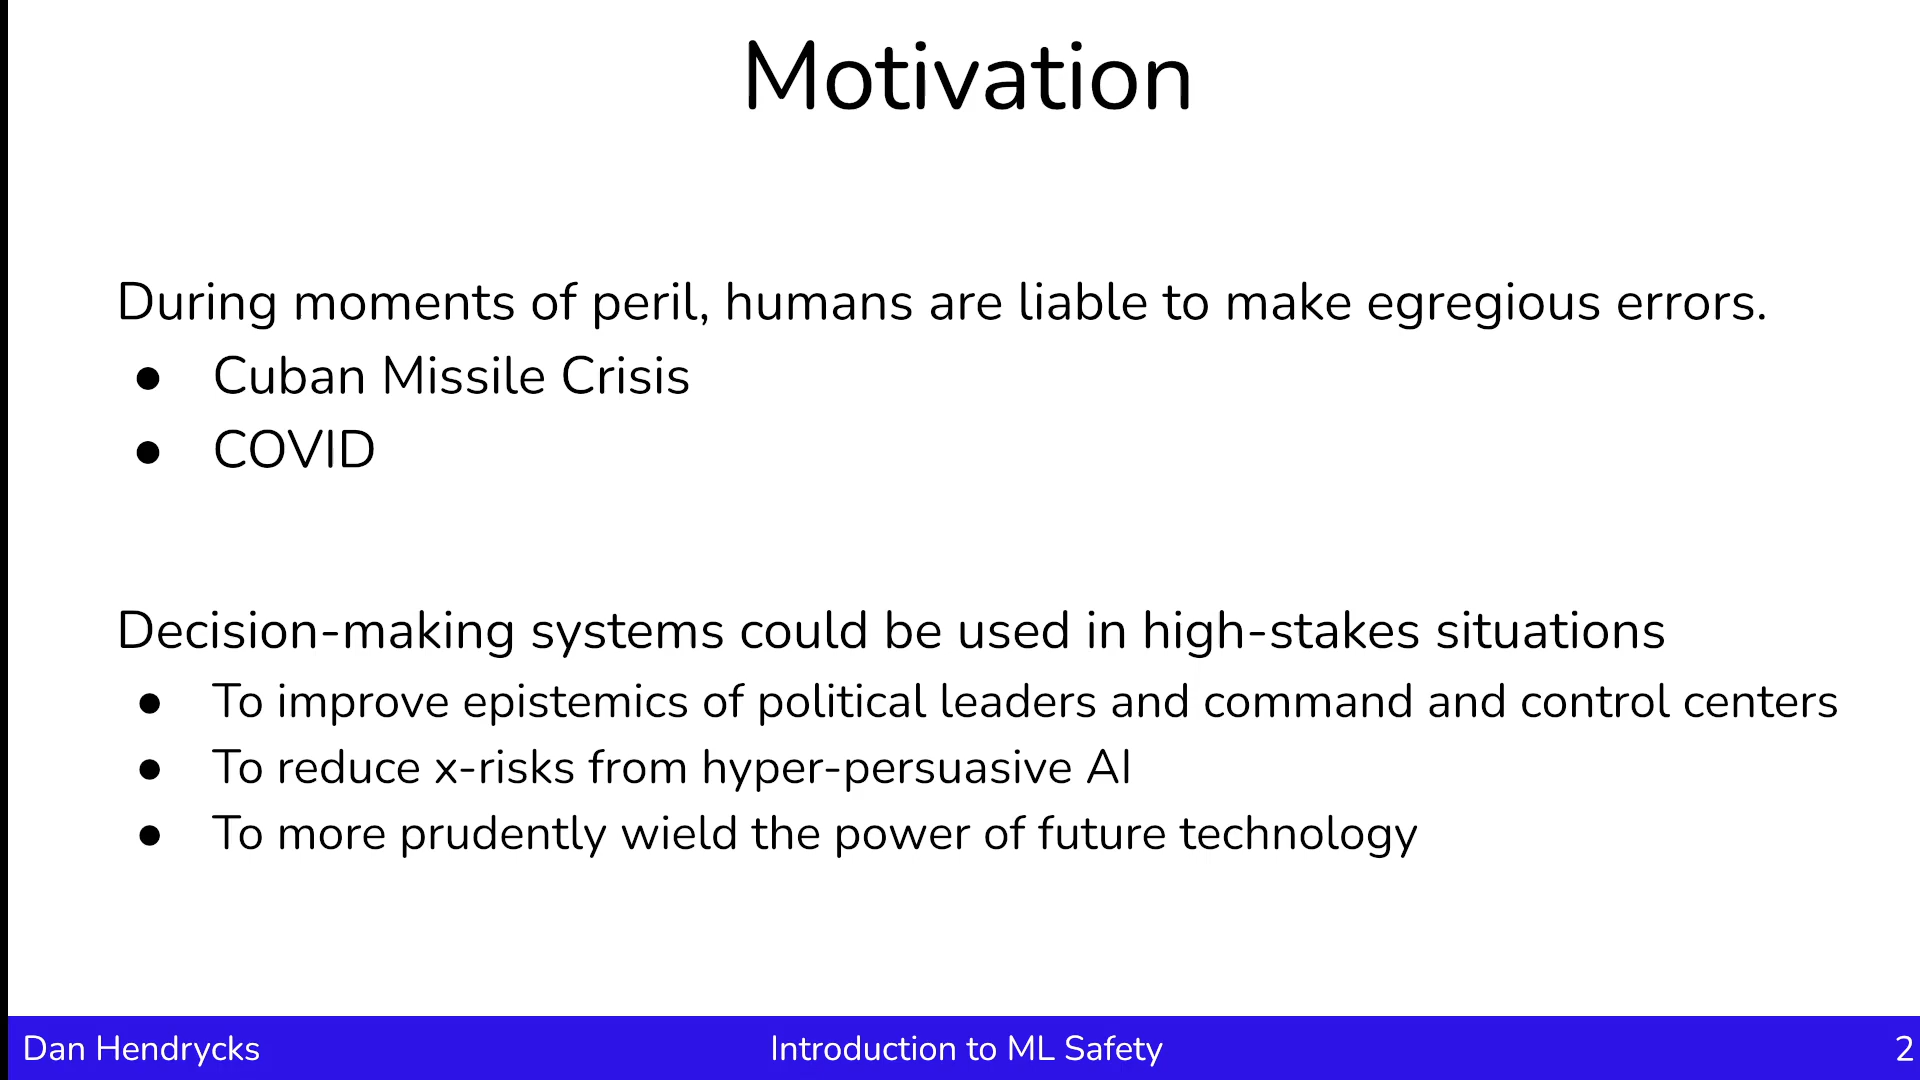 Motivation
During moments of peril, humans are liable to make egregious errors.
● Cuban Missile Crisis
● COVID
Decision-making systems could be used in high-stakes situations
● To improve epistemics of political leaders and command and control centers
● To reduce x-risks from hyper-persuasive AI
● To more prudently wield the power of future technology
Dan Hendrycks
Introduction to ML Safety
2